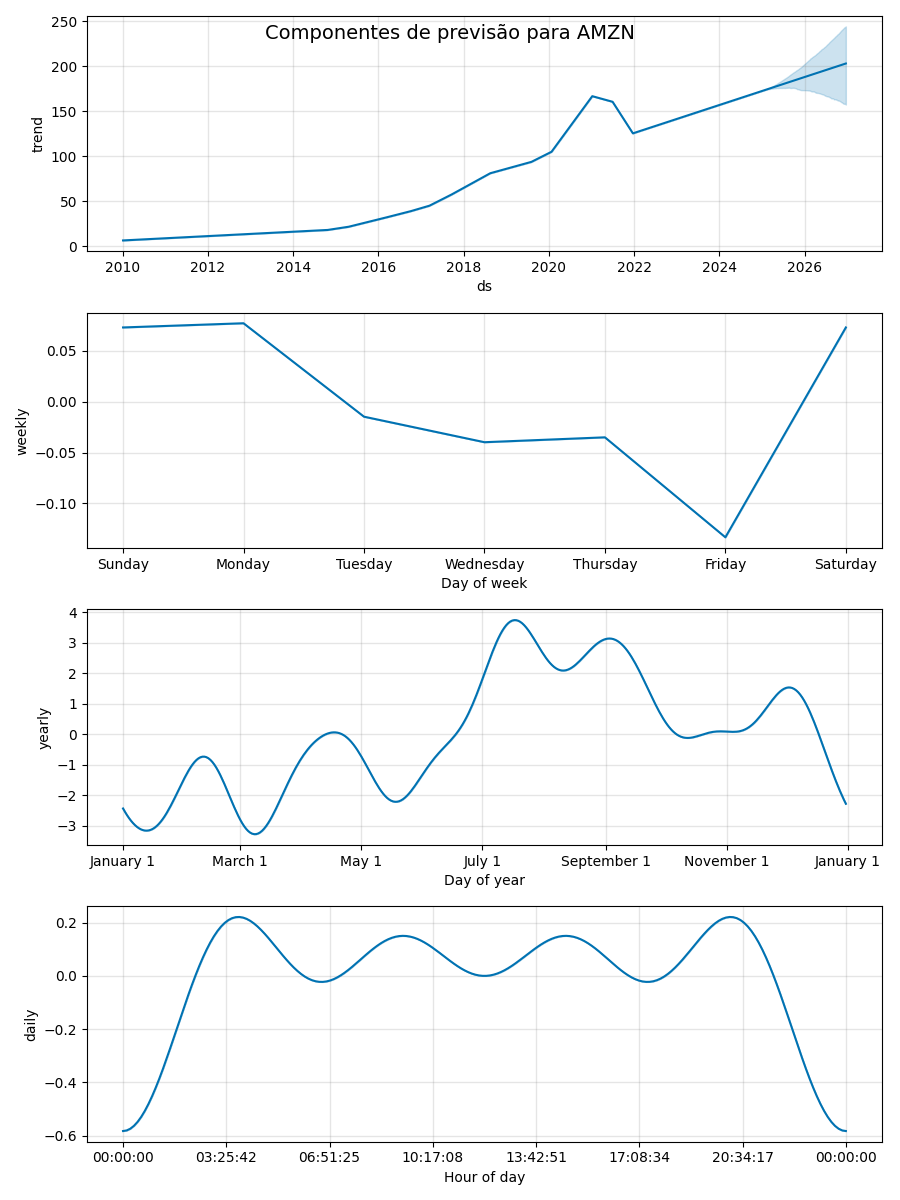 Componentes de previsão para AMZN
250
200
150
100
50
0
trend
2010 2012 2014 2016 2018 2020 2022 2024 2026
ds
0.05
0.00
−0.05
−0.10
weekly
Sunday Monday Tuesday Wednesday Thursday Friday Saturday
Day of week
4
3
2
1
0
−1
−2
−3
yearly
January 1 March 1 May 1 July 1 September 1 November 1 January 1
Day of year
0.2
0.0
−0.2
−0.4
−0.6
daily
00:00:00 03:25:42 06:51:25 10:17:08 13:42:51 17:08:34 20:34:17 00:00:00
Hour of day